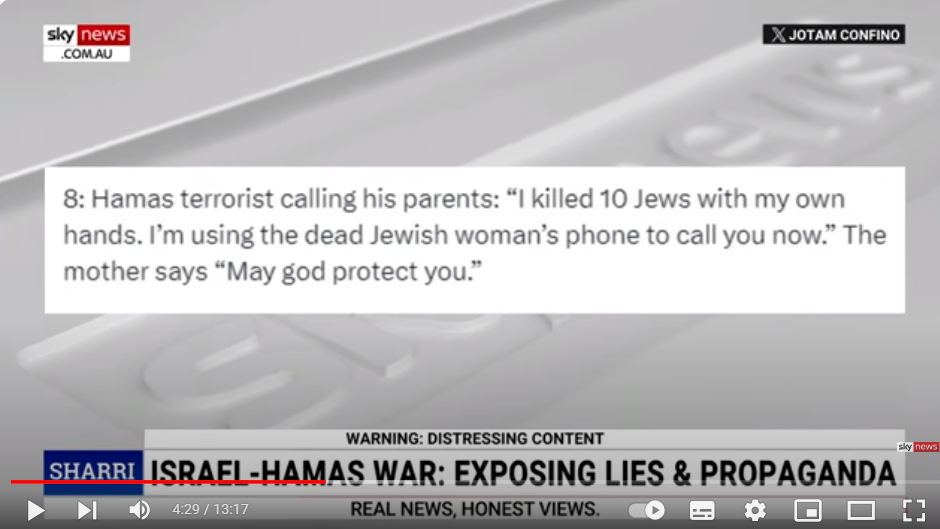 sky news
.COM.AU
X JOTAM CONFINO
8: Hamas terrorist calling his parents: “I killed 10 Jews with my own
hands. I’m using the dead Jewish woman’s phone to call you now.” The
mother says “May god protect you.”
WARNING: DISTRESSING CONTENT
sky news
SHARRI
ISRAEL-HAMAS WAR: EXPOSING LIES & PROPAGANDA
4:29 / 13:17
REAL NEWS, HONEST VIEWS.